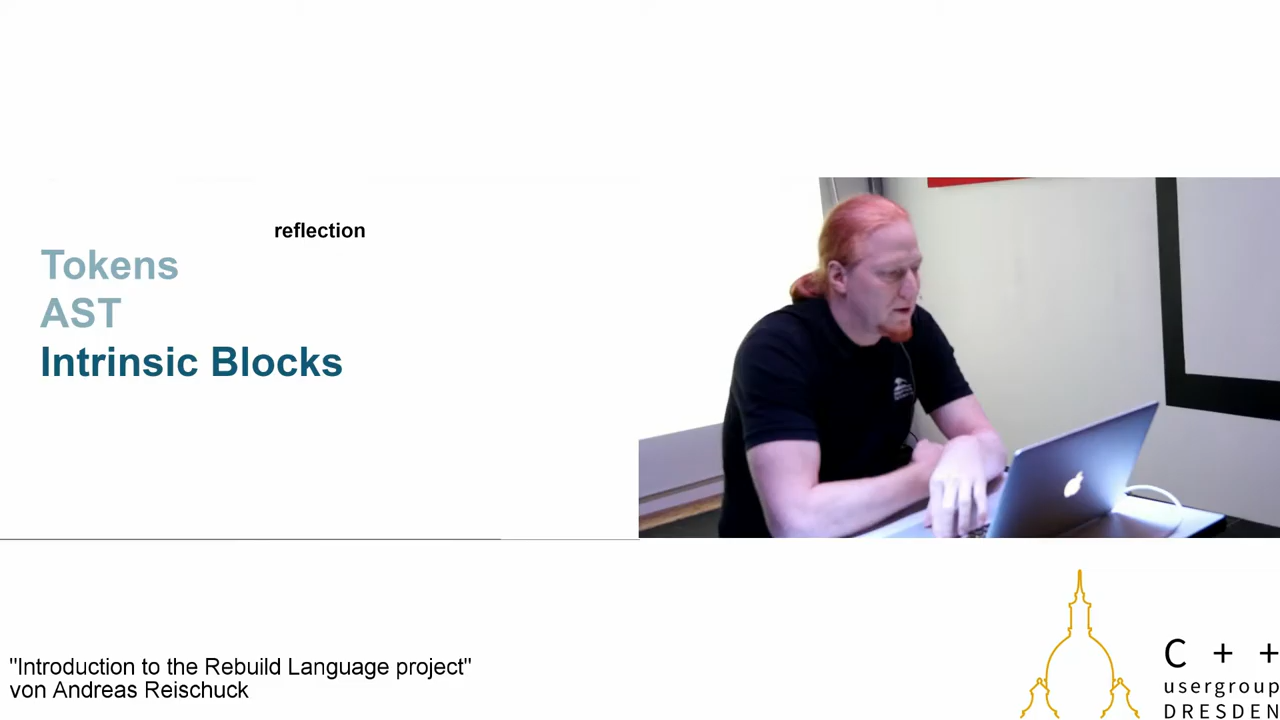 reflection
Tokens
AST
Intrinsic Blocks
"Introduction to the Rebuild Language project"
von Andreas Reischuck
C + +
usergroup
DRESDEN